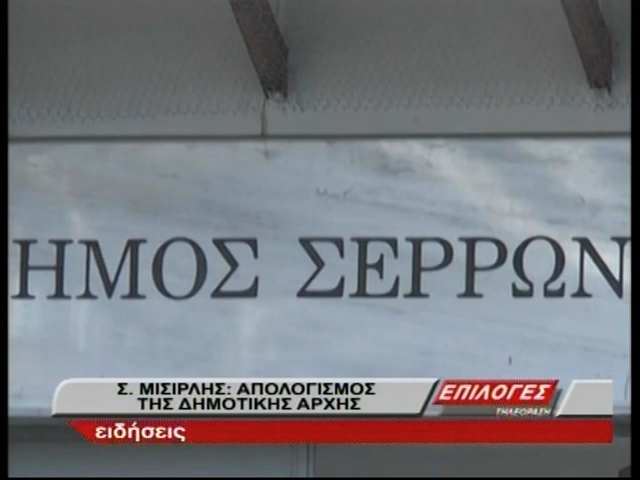 ΗΜΟΣ ΣΕΡΡΩΝ
Σ. ΜΙΣΙΡΛΗΣ: ΑΠΟΛΟΓΙΣΜΟΣ
ΤΗΣ ΔΗΜΟΤΙΚΗΣ ΑΡΧΗΣ
ΕΠΙΛΟΓΕΣ
ΤΗΛΕΟΡΑΣΗ
ειδήσεις